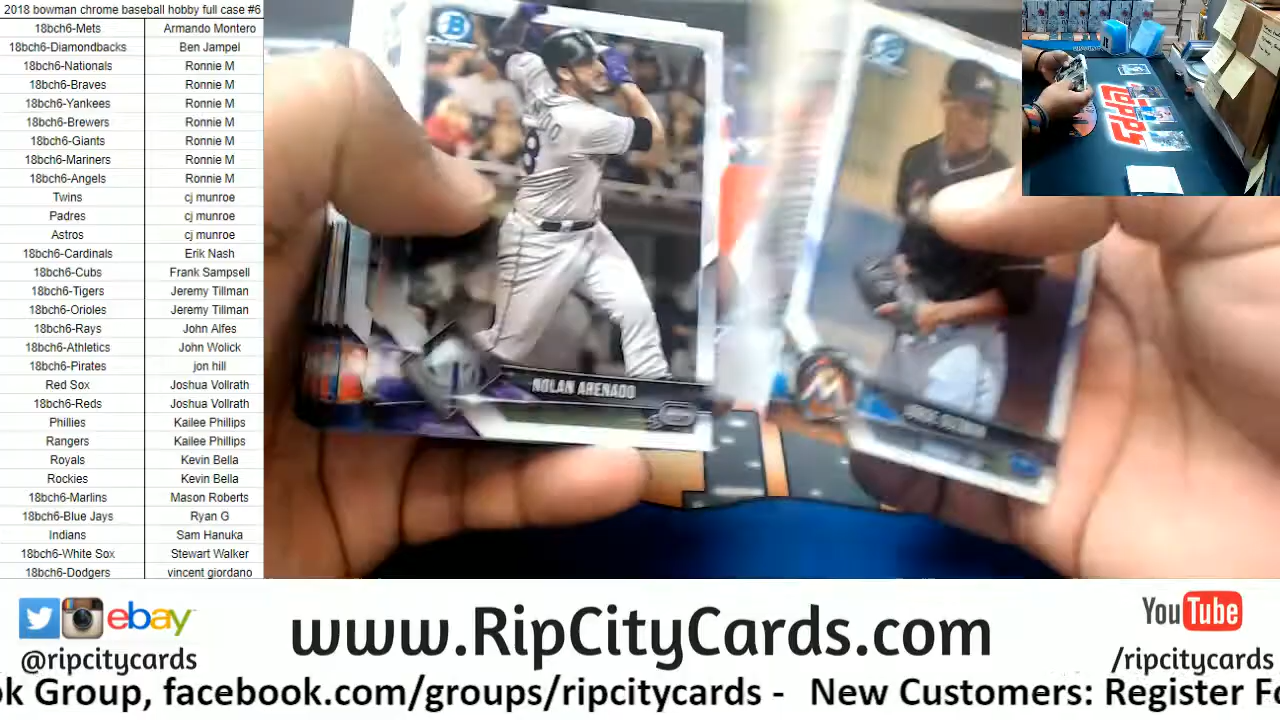 2018 bowman chrome baseball hobby full case #6
18bch6-Mets Armando Montero
18bch6-Diamondbacks Ben Jampel
18bch6-Nationals Ronnie M
18bch6-Braves Ronnie M
18bch6-Yankees Ronnie M
18bch6-Brewers Ronnie M
18bch6-Giants Ronnie M
18bch6-Mariners Ronnie M
18bch6-Angels Ronnie M
Twins cj munroe
Padres cj munroe
Astros cj munroe
18bch6-Cardinals Erik Nash
18bch6-Cubs Frank Sampsell
18bch6-Tigers Jeremy Tillman
18bch6-Orioles Jeremy Tillman
18bch6-Rays John Alfes
18bch6-Athletics John Wolick
18bch6-Pirates jon hill
Red Sox Joshua Vollrath
18bch6-Reds Joshua Vollrath
Phillies Kailee Phillips
Rangers Kailee Phillips
Royals Kevin Bella
Rockies Kevin Bella
18bch6-Marlins Mason Roberts
18bch6-Blue Jays Ryan G
Indians Sam Hanuka
18bch6-White Sox Stewart Walker
18bch6-Dodgers vincent giordano
B
Chrome
8
NOLAN ARENADO
M
TOPPS
ebay
@ripcitycards
www.RipCityCards.com
YouTube
/ripcitycards
ok Group, facebook.com/groups/ripcitycards - New Customers: Register Fo